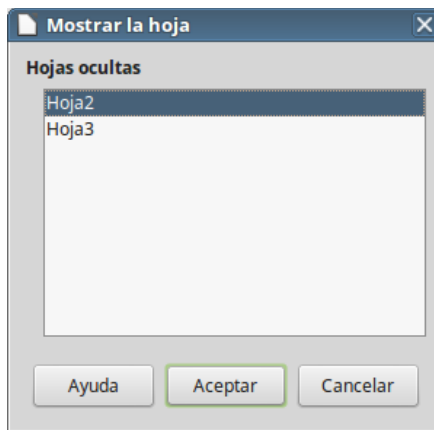 Mostrar la hoja
Hojas ocultas
Hoja2
Hoja3
Ayuda
Aceptar
Cancelar